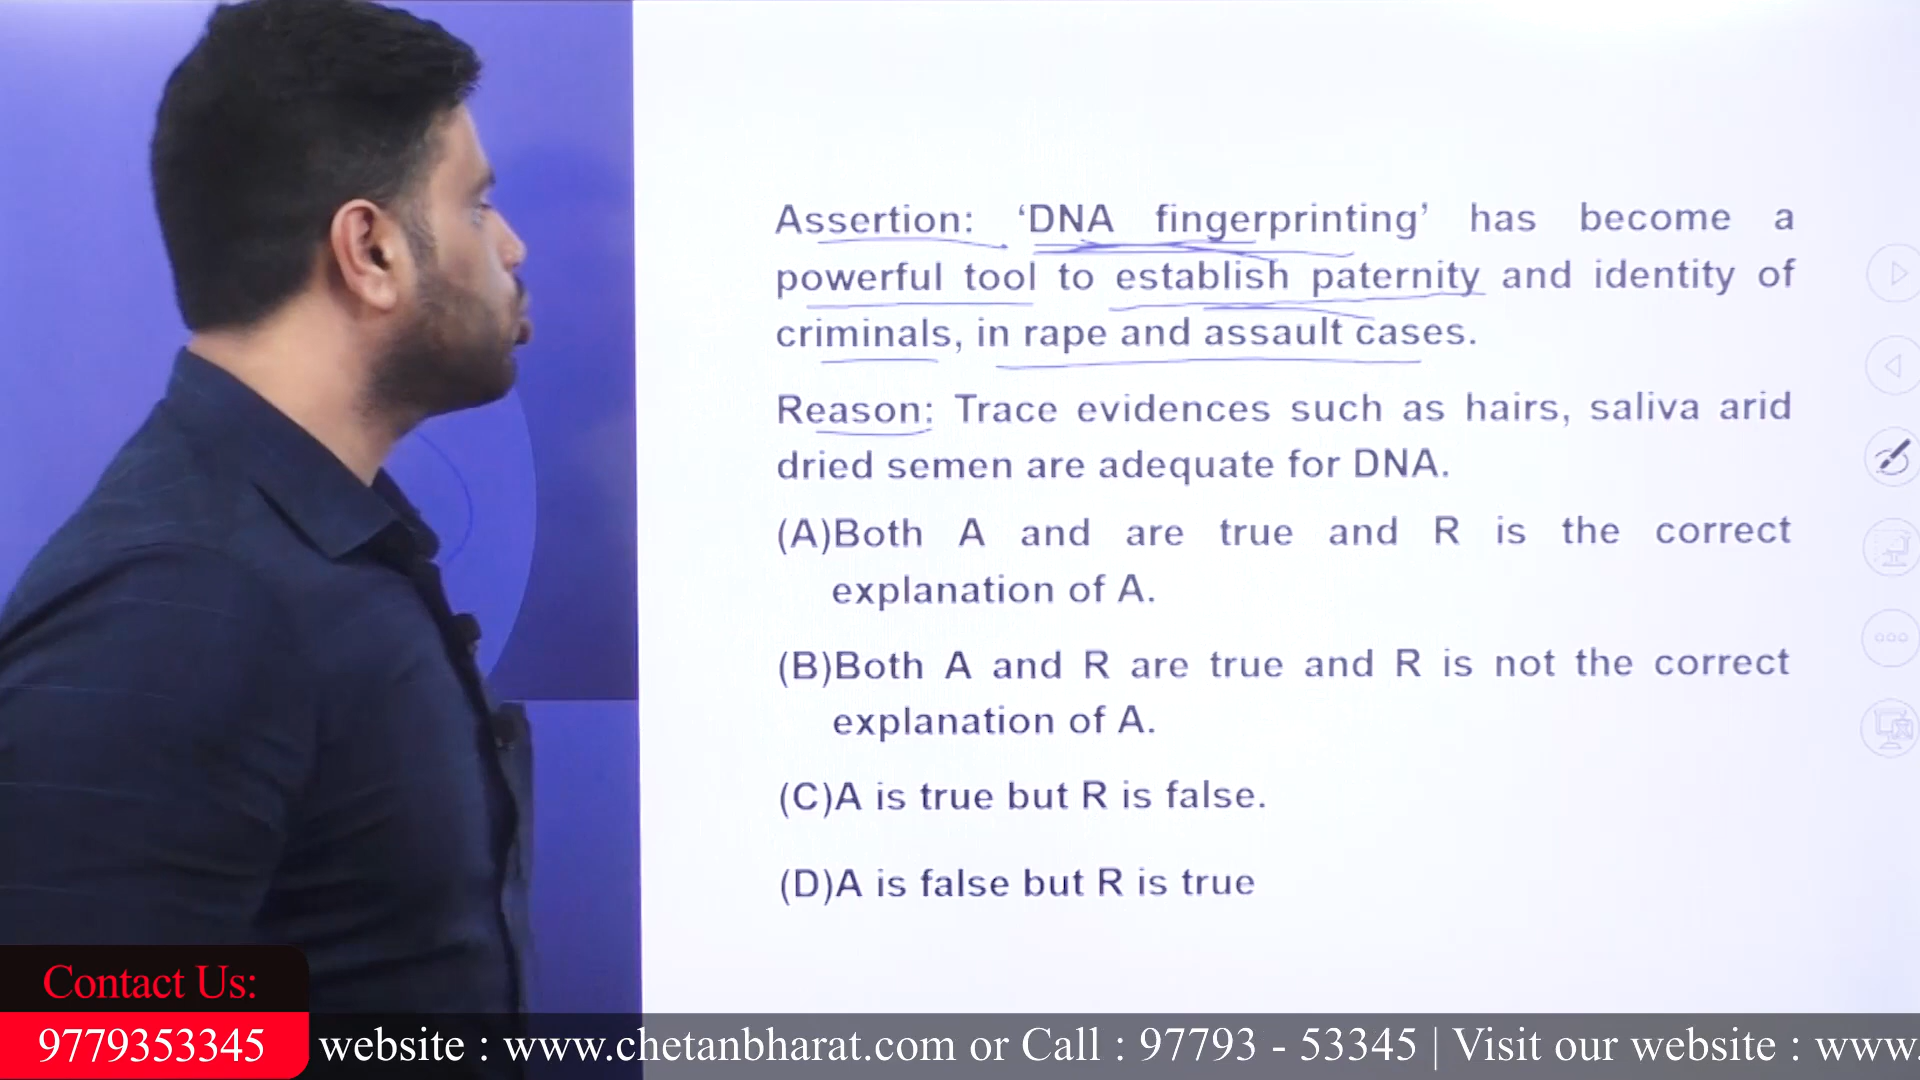 Assertion: ‘DNA fingerprinting’ has become a
powerful tool to establish paternity and identity of
criminals, in rape and assault cases.
Reason: Trace evidences such as hairs, saliva arid
dried semen are adequate for DNA.
(A)Both A and are true and R is the correct
explanation of A.
(B)Both A and R are true and R is not the correct
explanation of A.
(C)A is true but R is false.
(D)A is false but R is true
Contact Us:
9779353345
website : www.chetanbharat.com or Call : 97793 - 53345 | Visit our website : www.